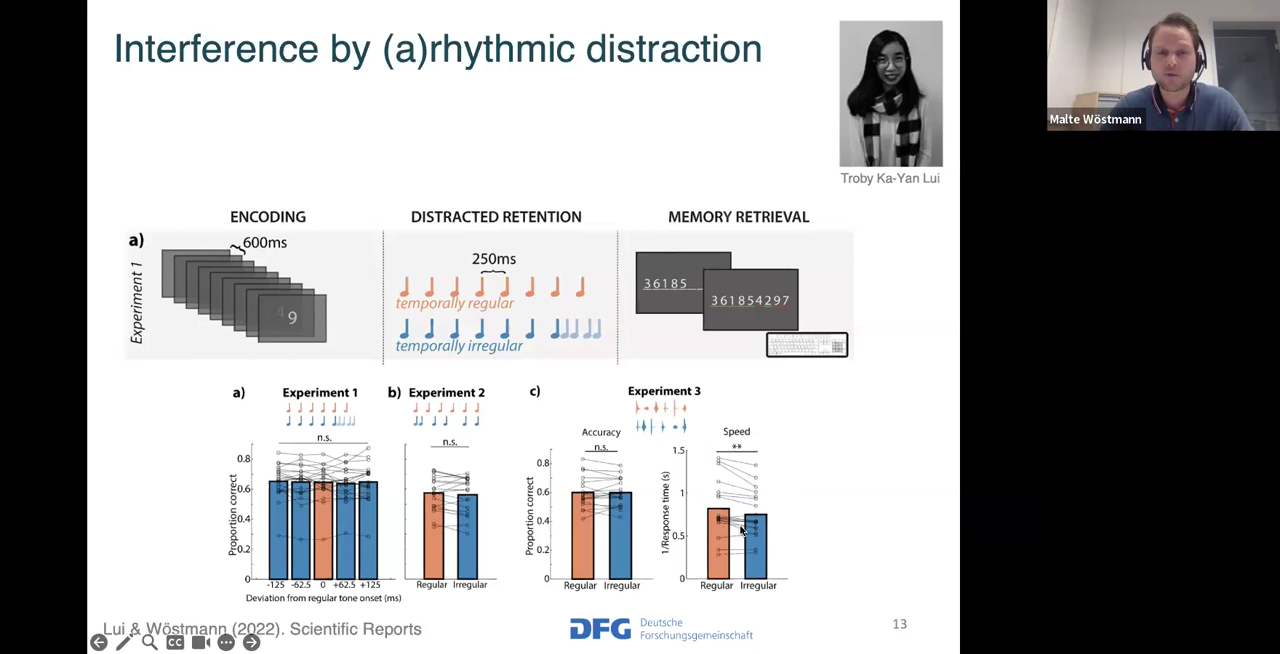 Interference by (a)rhythmic distraction
Malte Wöstmann
Troby Ka-Yan Lui
ENCODING
DISTRACTED RETENTION
MEMORY RETRIEVAL
a)
Experiment 1
600ms
4 9
250ms
temporally regular
temporally irregular
36185__
361854297
a)
Experiment 1
b)
Experiment 2
c)
Experiment 3
n.s.
n.s.
Accuracy
n.s.
Speed
**
Proportion correct
0.8
0.6
0.4
0.2
0
-125 -62.5 0 +62.5 +125
Deviation from regular tone onset (ms)
Regular Irregular
Proportion correct
0.8
0.6
0.4
0.2
0
Regular Irregular
1/Response time (s)
1.5
1
0.5
0
Regular Irregular
Lui & Wöstmann (2022). Scientific Reports
CC
DFG Deutsche
Forschungsgemeinschaft
13